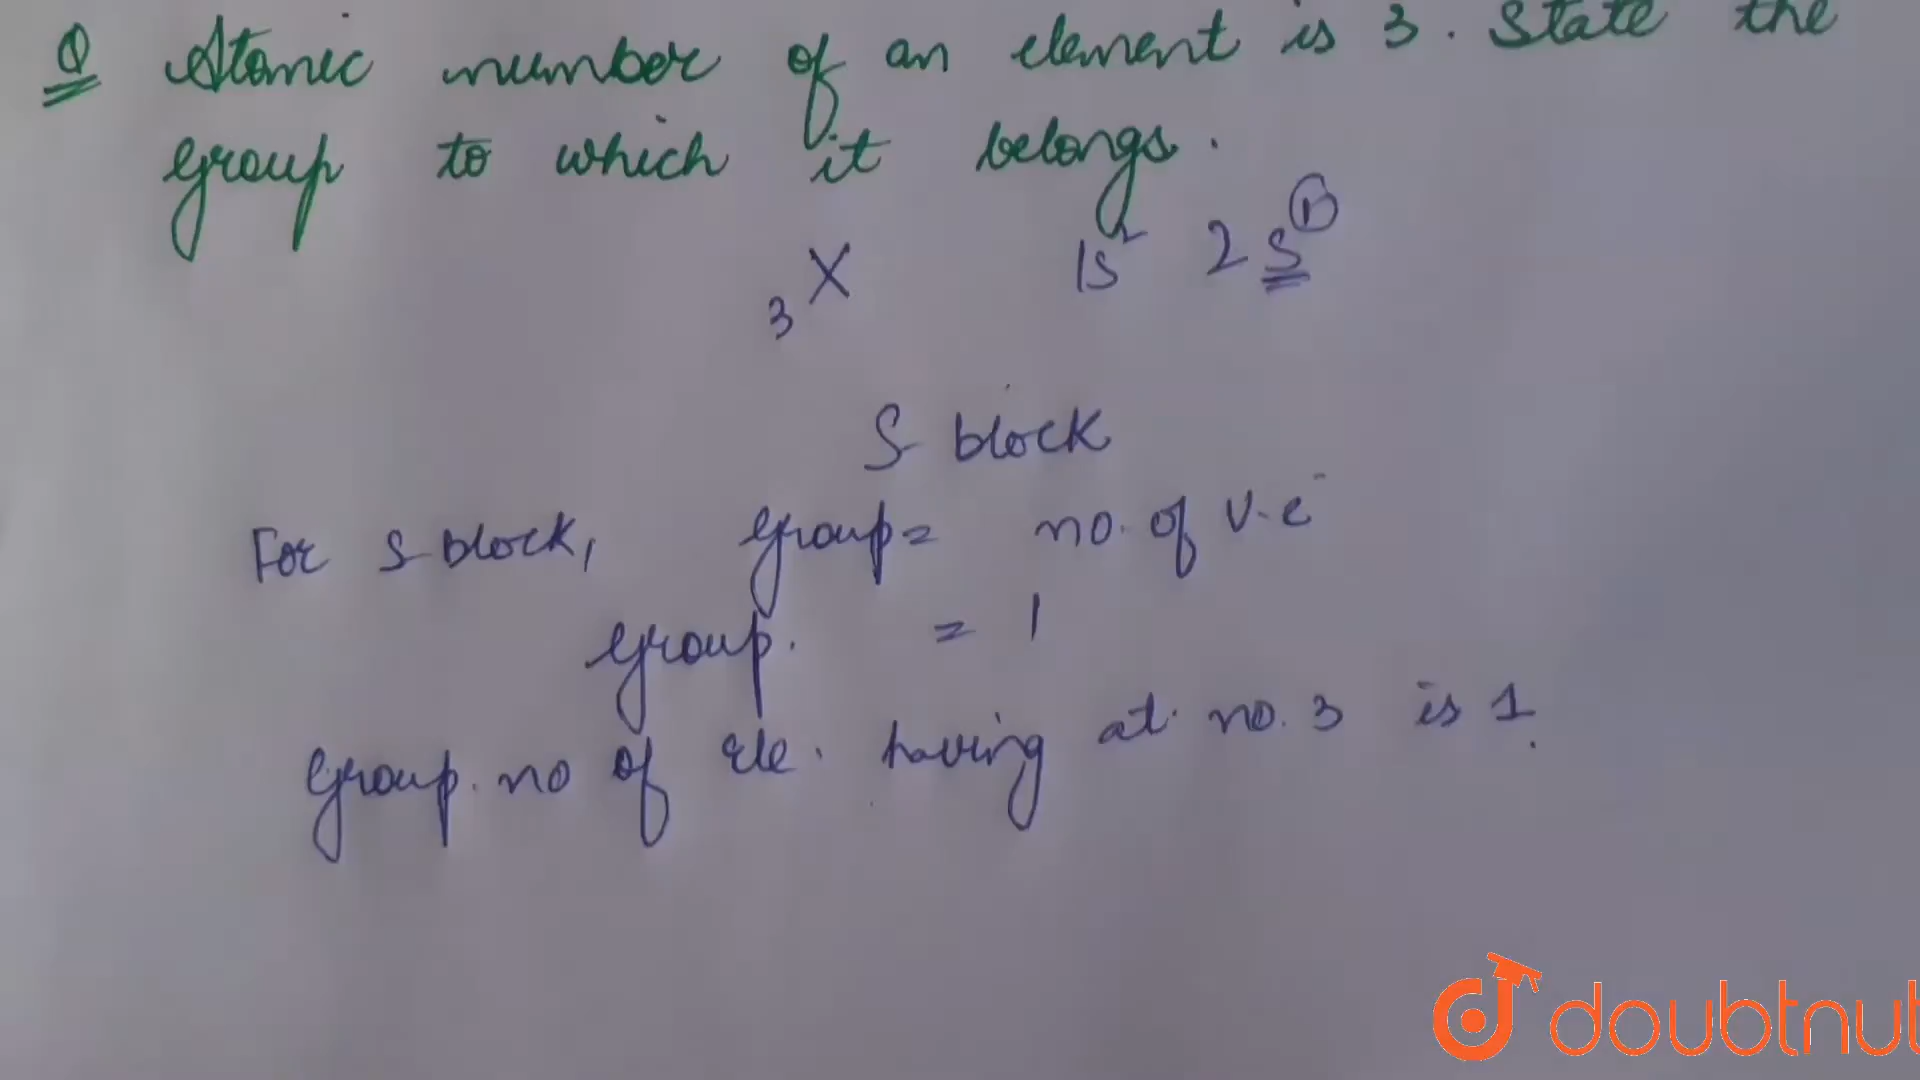 Q Atomic number of an element is 3. State the
group to which it belongs.
₃X 1s² 2s¹
S block
For S block, group = no. of v.e⁻
group. = 1
group. no of ele. having at. no. 3 is 1.
doubtnut